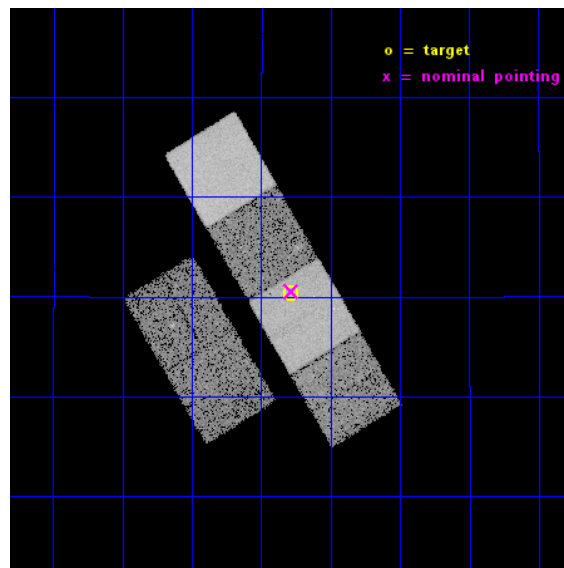 o = target
x = nominal pointing